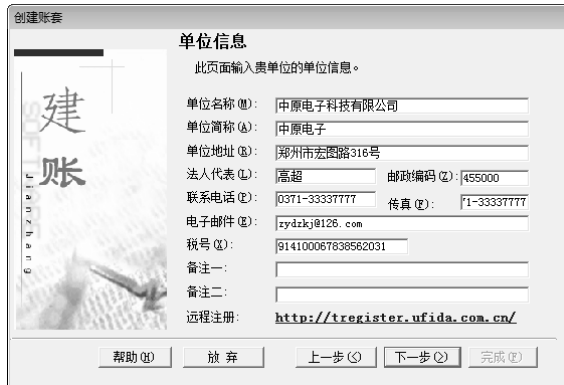 创建账套
单位信息
此页面输入贵单位的单位信息。
建账
Jianzhang
单位名称(M): 中原电子科技有限公司
单位简称(A): 中原电子
单位地址(R): 郑州市宏图路316号
法人代表(L): 高超 邮政编码(Z): 455000
联系电话(T): 0371-33337777 传真(F): 71-33337777
电子邮件(E): zydzkj@126.com
税号(X): 914100067838562031
备注一:
备注二:
远程注册: http://tregister.ufida.com.cn/
帮助(H) 放弃 上一步(<) 下一步(>) 完成(F)